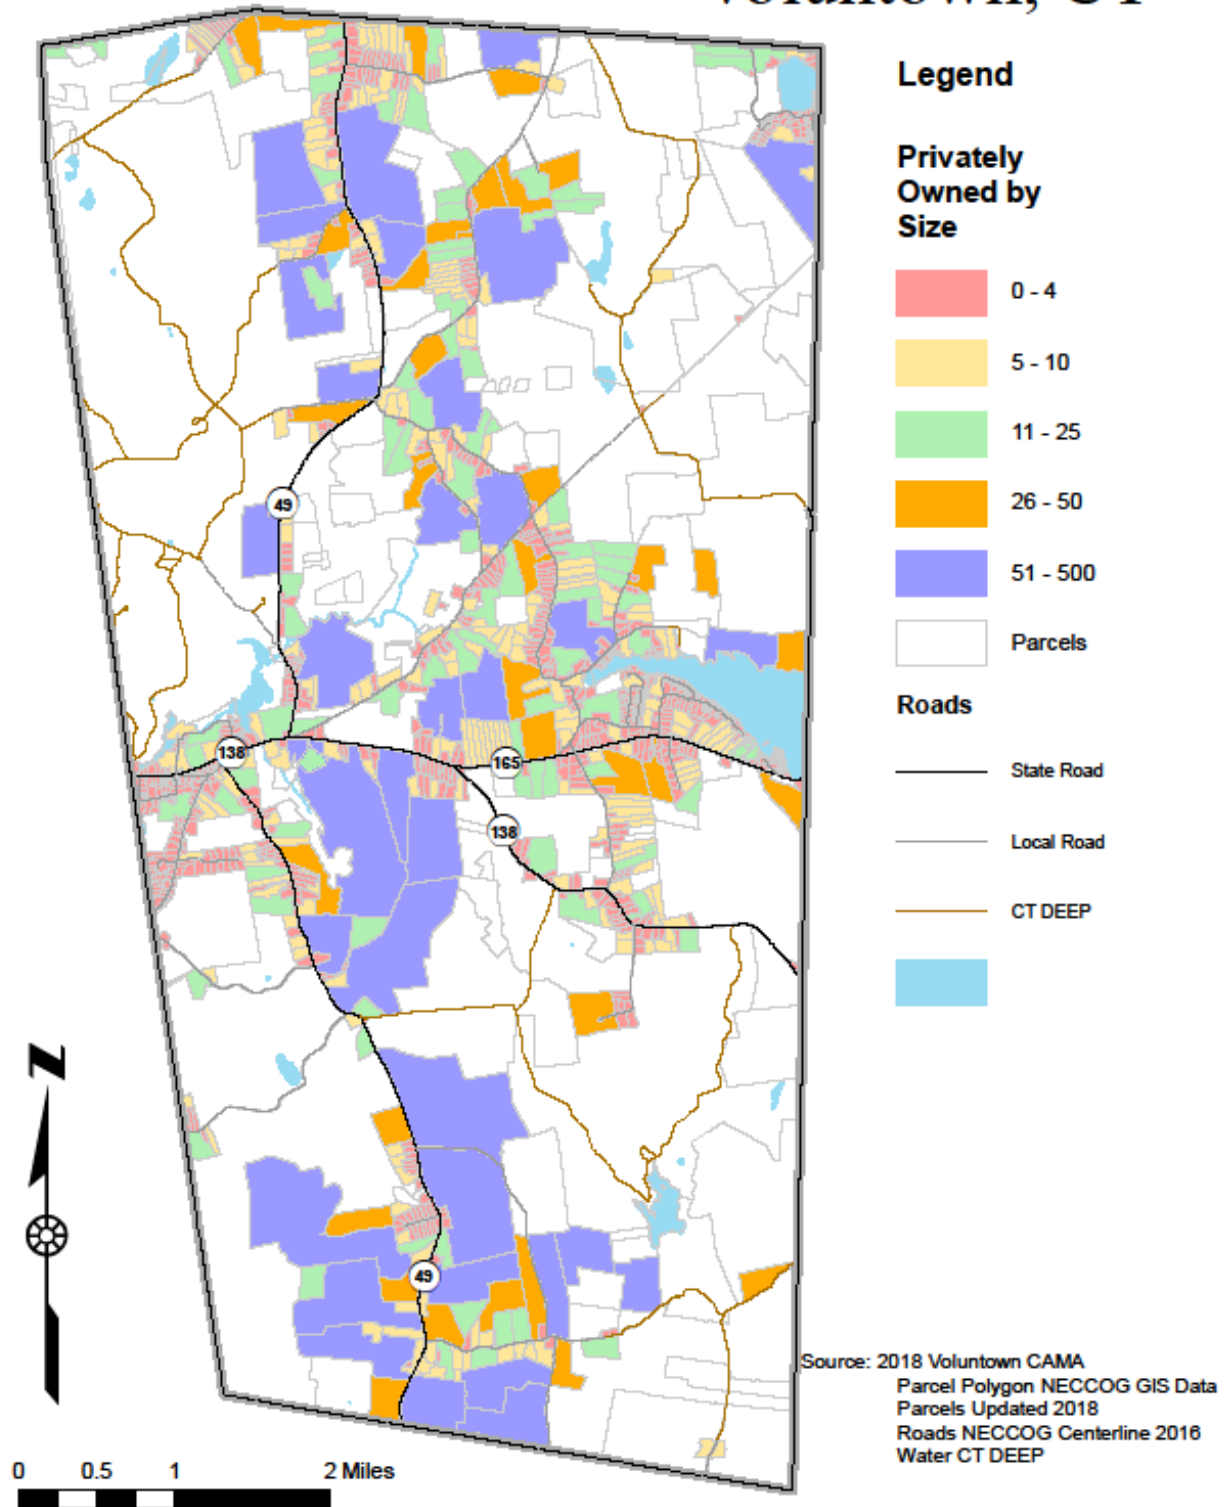 Voluntown, CT
Legend
Privately
Owned by
Size
0 - 4
5 - 10
11 - 25
26 - 50
51 - 500
Parcels
Roads
State Road
Local Road
CT DEEP
49
138
165
138
49
N
Source: 2018 Voluntown CAMA
Parcel Polygon NECCOG GIS Data
Parcels Updated 2018
Roads NECCOG Centerline 2016
Water CT DEEP
0 0.5 1 2 Miles